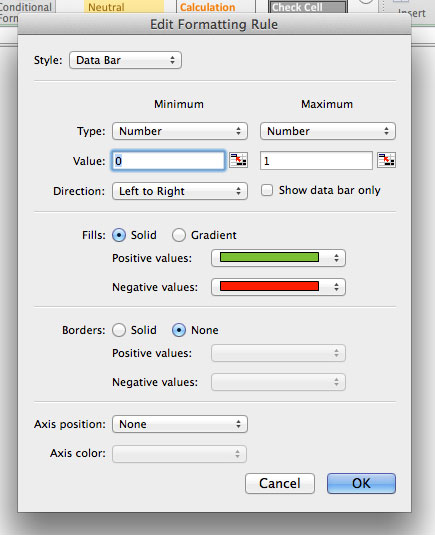 Conditional
Neutral
Calculation
Check Cell
Insert
Form
Edit Formatting Rule
Style: Data Bar
Minimum Maximum
Type: Number Number
Value: 0 1
Direction: Left to Right Show data bar only
Fills: Solid Gradient
Positive values:
Negative values:
Borders: Solid None
Positive values:
Negative values:
Axis position: None
Axis color:
Cancel OK